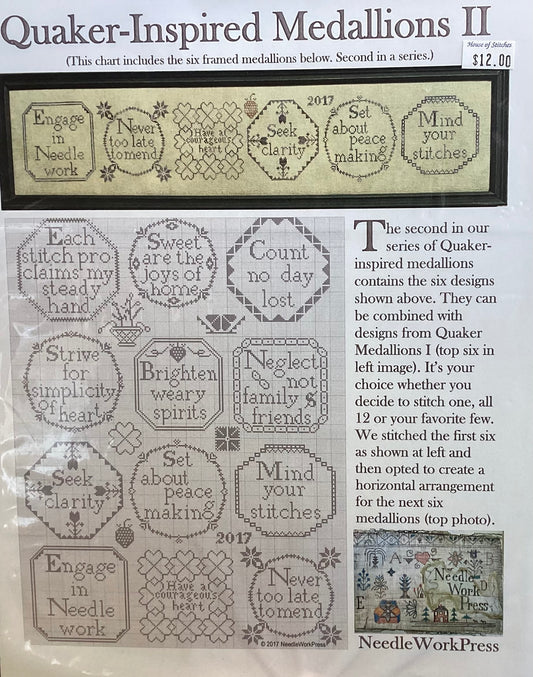 Quaker-Inspired Medallions II
(This chart includes the six framed medallions below. Second in a series.)
House of Stitches
$12.00
Engage
in
Needle
work
Never
too late
to mend
Have a
courageous
heart
Seek
clarity
2017
Set
about
peace
making
Mind
your
stitches
Each
stitch pro
claims my
steady
hand
Sweet
are the
joys of
home
Count
no day
lost
Strive
for
simplicity
of heart
Brighten
weary
spirits
Neglect
not
family &
friends
Seek
clarity
Set
about
peace
making
Mind
your
stitches
2017
Engage
in
Needle
work
Have a
courageous
heart
Never
too late
to mend
© 2017 NeedleWorkPress
The second in our
series of Quaker-
inspired medallions
contains the six designs
shown above. They can
be combined with
designs from Quaker
Medallions I (top six in
left image). It's your
choice whether you
decide to stitch one, all
12 or your favorite few.
We stitched the first six
as shown at left and
then opted to create a
horizontal arrangement
for the next six
medallions (top photo).
Needle
Work
Press
NeedleWorkPress